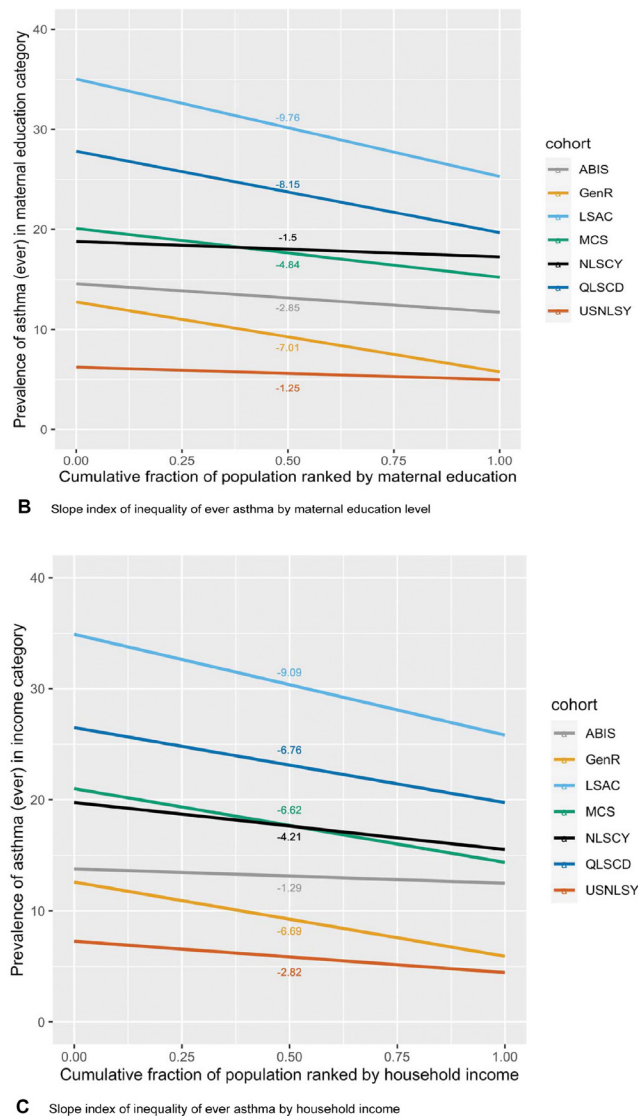 40
30
20
10
0
Prevalence of asthma (ever) in maternal education category
-9.76
-8.15
-1.5
-4.84
-2.85
-7.01
-1.25
0.00 0.25 0.50 0.75 1.00
Cumulative fraction of population ranked by maternal education
cohort
ABIS
GenR
LSAC
MCS
NLSCY
QLSCD
USNLSY
B Slope index of inequality of ever asthma by maternal education level
40
30
20
10
0
Prevalence of asthma (ever) in income category
-9.09
-6.76
-6.62
-4.21
-1.29
-6.69
-2.82
0.00 0.25 0.50 0.75 1.00
Cumulative fraction of population ranked by household income
cohort
ABIS
GenR
LSAC
MCS
NLSCY
QLSCD
USNLSY
C Slope index of inequality of ever asthma by household income